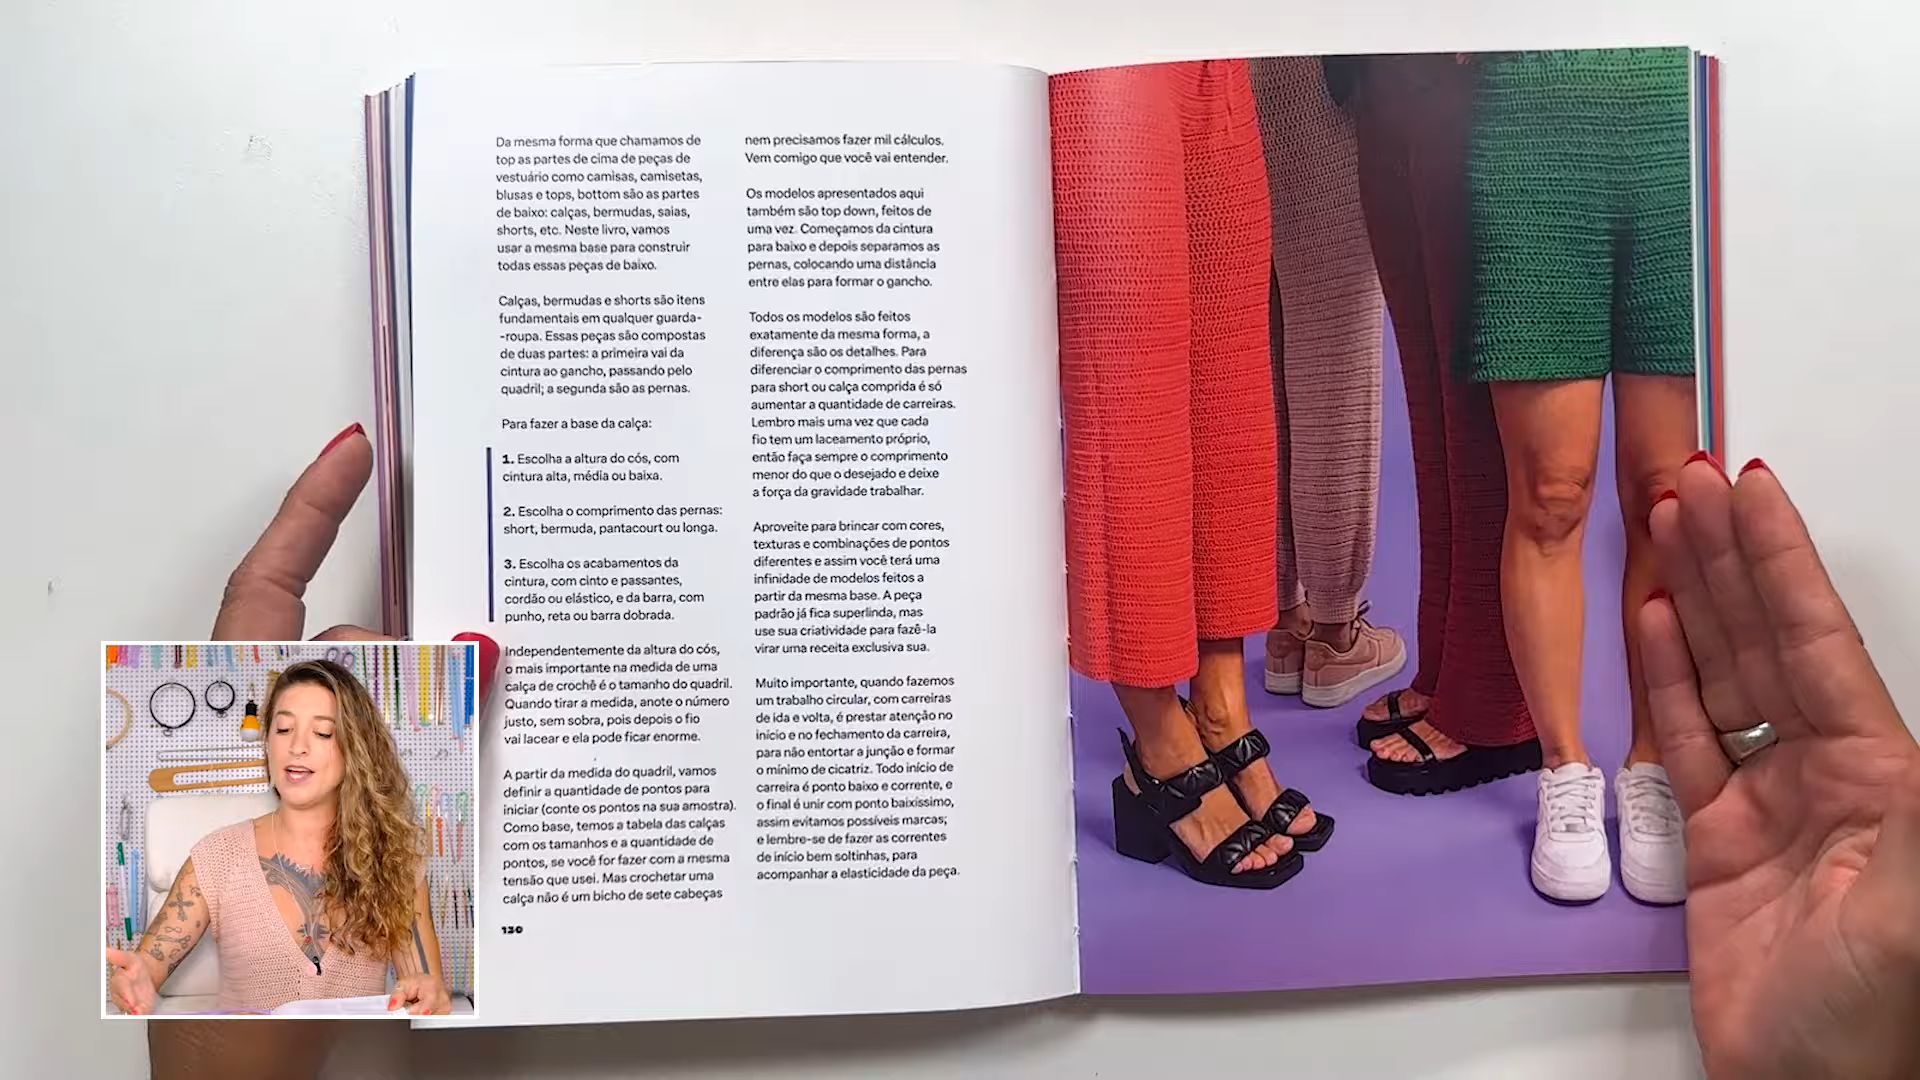 Da mesma forma que chamamos de
top as partes de cima de peças de
vestuário como camisas, camisetas,
blusas e tops, bottom são as partes
de baixo: calças, bermudas, saias,
shorts, etc. Neste livro, vamos
usar a mesma base para construir
todas essas peças de baixo.
Calças, bermudas e shorts são itens
fundamentais em qualquer guarda-
-roupa. Essas peças são compostas
de duas partes: a primeira vai da
cintura ao gancho, passando pelo
quadril; a segunda são as pernas.
Para fazer a base da calça:
1. Escolha a altura do cós, com
cintura alta, média ou baixa.
2. Escolha o comprimento das pernas:
short, bermuda, pantacourt ou longa.
3. Escolha os acabamentos da
cintura, com cinto e passantes,
cordão ou elástico, e da barra, com
punho, reta ou barra dobrada.
Independentemente da altura do cós,
o mais importante na medida de uma
calça de crochê é o tamanho do quadril.
Quando tirar a medida, anote o número
justo, sem sobra, pois depois o fio
vai lacear e ela pode ficar enorme.
A partir da medida do quadril, vamos
definir a quantidade de pontos para
iniciar (conte os pontos na sua amostra).
Como base, temos a tabela das calças
com os tamanhos e a quantidade de
pontos, se você for fazer com a mesma
tensão que usei. Mas crochetar uma
calça não é um bicho de sete cabeças
130
nem precisamos fazer mil cálculos.
Vem comigo que você vai entender.
Os modelos apresentados aqui
também são top down, feitos de
uma vez. Começamos da cintura
para baixo e depois separamos as
pernas, colocando uma distância
entre elas para formar o gancho.
Todos os modelos são feitos
exatamente da mesma forma, a
diferença são os detalhes. Para
diferenciar o comprimento das pernas
para short ou calça comprida é só
aumentar a quantidade de carreiras.
Lembro mais uma vez que cada
fio tem um laceamento próprio,
então faça sempre o comprimento
menor do que o desejado e deixe
a força da gravidade trabalhar.
Aproveite para brincar com cores,
texturas e combinações de pontos
diferentes e assim você terá uma
infinidade de modelos feitos a
partir da mesma base. A peça
padrão já fica superlinda, mas
use sua criatividade para fazê-la
virar uma receita exclusiva sua.
Muito importante, quando fazemos
um trabalho circular, com carreiras
de ida e volta, é prestar atenção no
início e no fechamento da carreira,
para não entortar a junção e formar
o mínimo de cicatriz. Todo início de
carreira é ponto baixo e corrente, e
o final é unir com ponto baixíssimo,
assim evitamos possíveis marcas;
e lembre-se de fazer as correntes
de início bem soltinhas, para
acompanhar a elasticidade da peça.